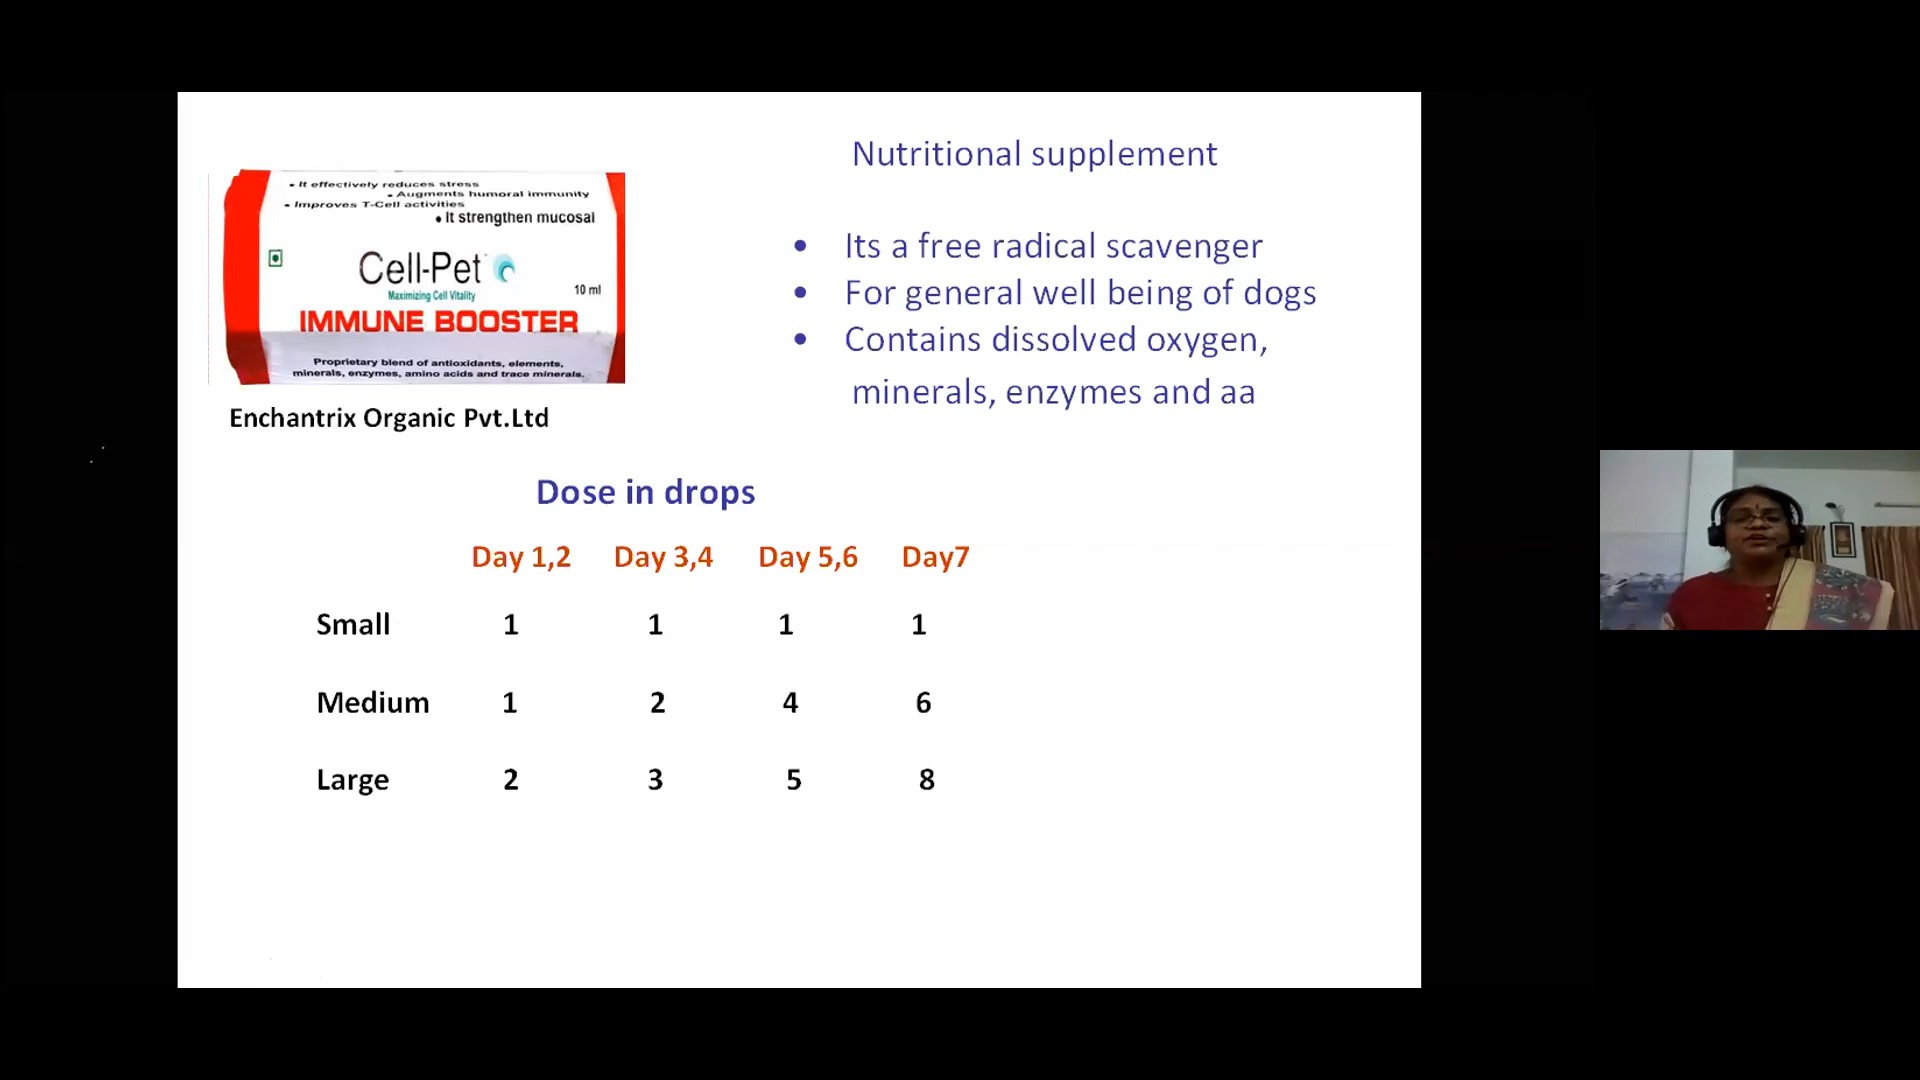 • It effectively reduces stress
• Augments humoral immunity
• Improves T-Cell activities
• It strengthen mucosal
Cell-Pet
Maximizing Cell Vitality
10 ml
IMMUNE BOOSTER
Proprietary blend of antioxidants, elements,
minerals, enzymes, amino acids and trace minerals.
Enchantrix Organic Pvt.Ltd
Nutritional supplement
• Its a free radical scavenger
• For general well being of dogs
• Contains dissolved oxygen,
minerals, enzymes and aa
Dose in drops
Day 1,2 Day 3,4 Day 5,6 Day7
Small 1 1 1 1
Medium 1 2 4 6
Large 2 3 5 8